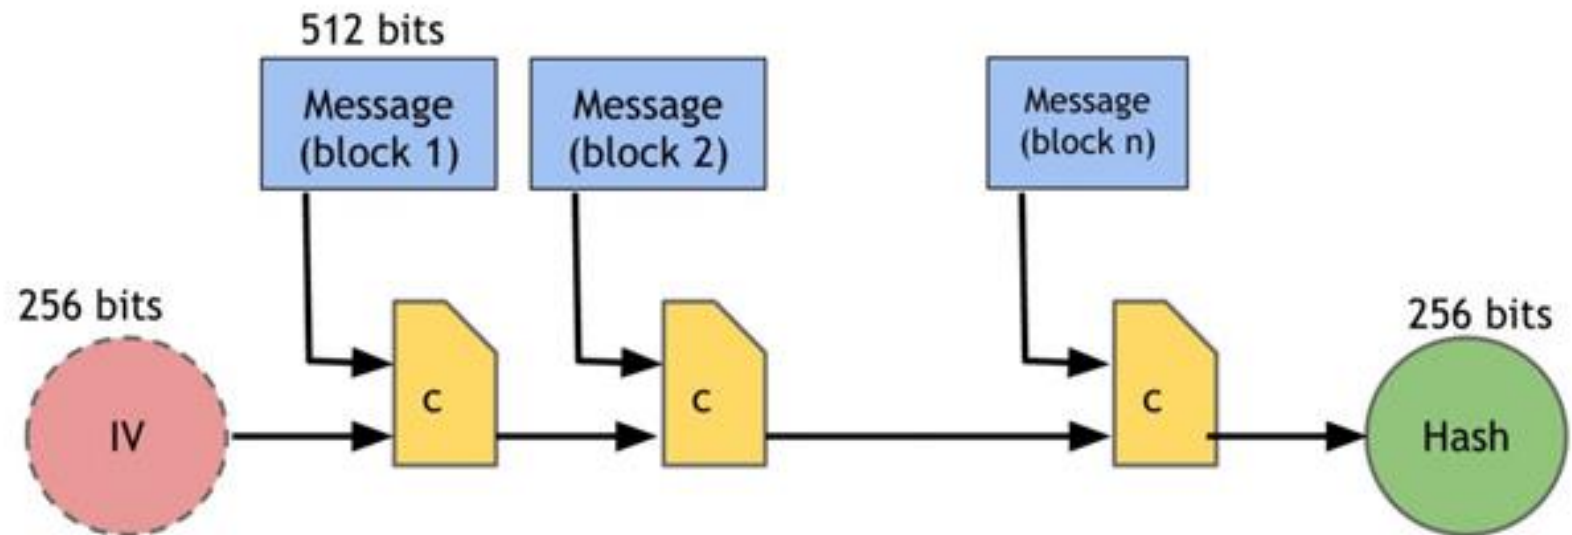 512 bits
Message
(block 1)
Message
(block 2)
Message
(block n)
256 bits
IV
c
c
c
256 bits
Hash